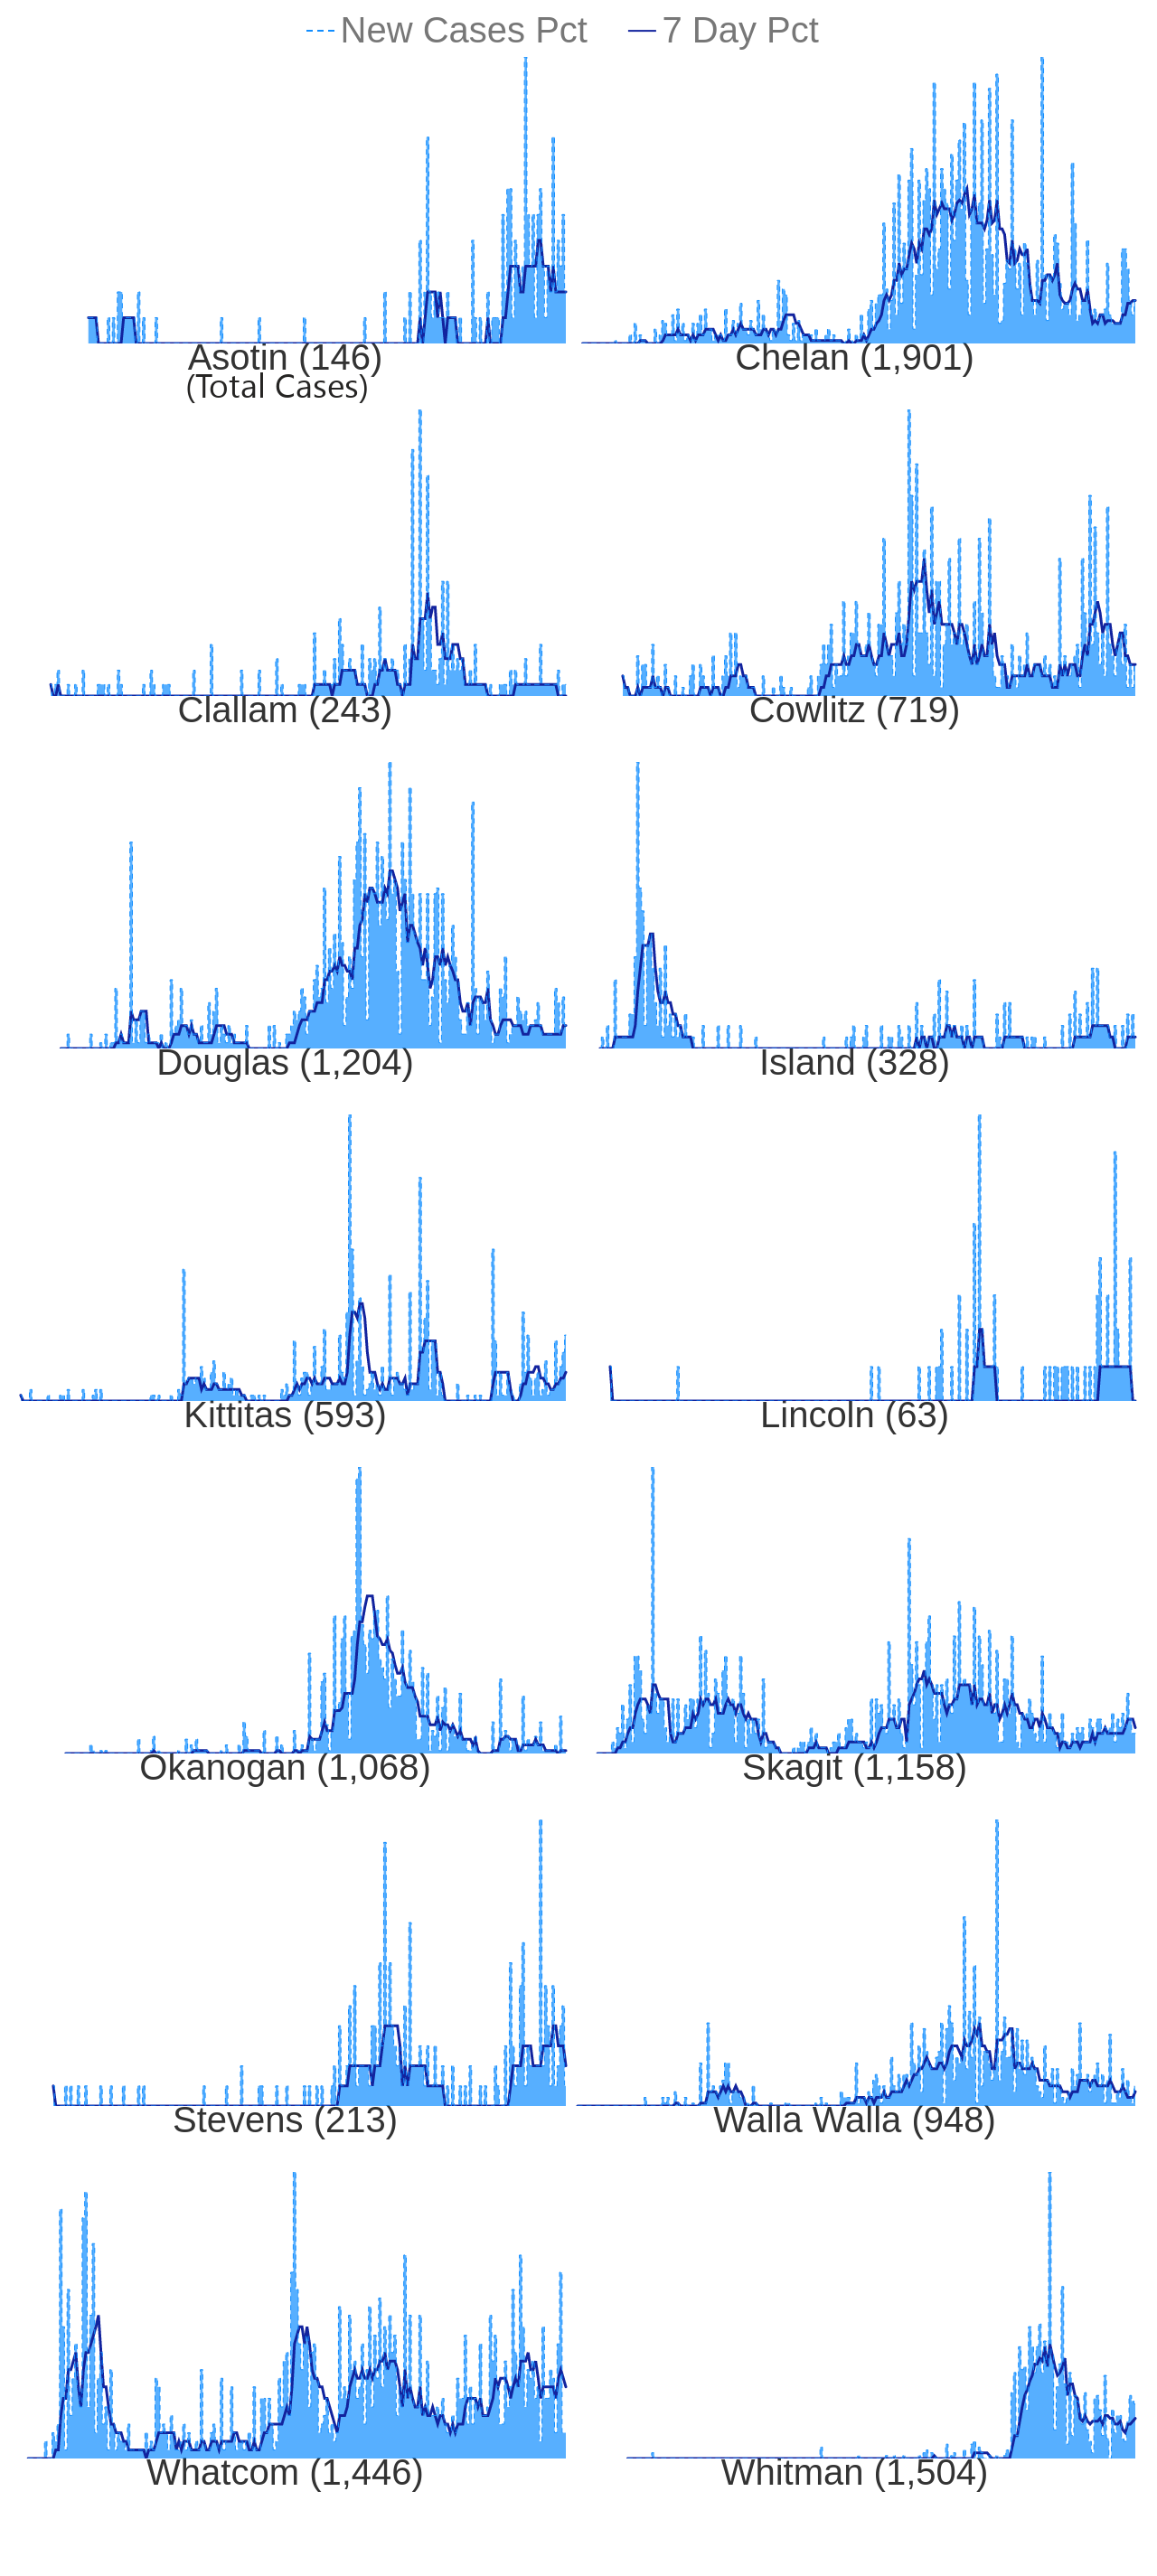 New Cases Pct 7 Day Pct
Asotin (146) Chelan (1,901)
(Total Cases)
Clallam (243) Cowlitz (719)
Douglas (1,204) Island (328)
Kittitas (593) Lincoln (63)
Okanogan (1,068) Skagit (1,158)
Stevens (213) Walla Walla (948)
Whatcom (1,446) Whitman (1,504)